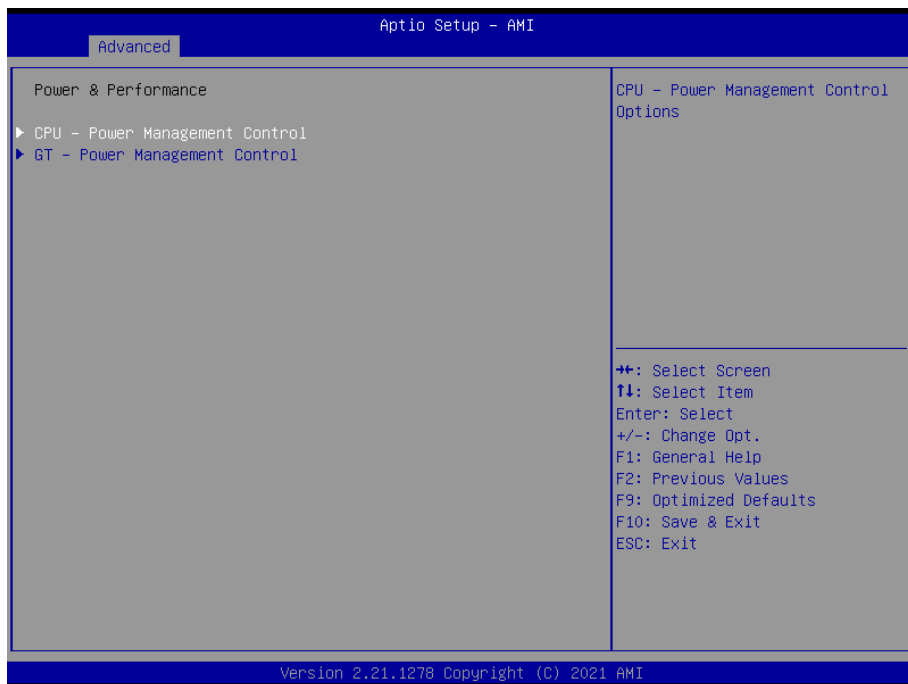 Aptio Setup – AMI
Advanced
Power & Performance
CPU – Power Management Control
GT – Power Management Control
CPU – Power Management Control
Options
→←: Select Screen
↑↓: Select Item
Enter: Select
+/-: Change Opt.
F1: General Help
F2: Previous Values
F9: Optimized Defaults
F10: Save & Exit
ESC: Exit
Version 2.21.1278 Copyright (C) 2021 AMI